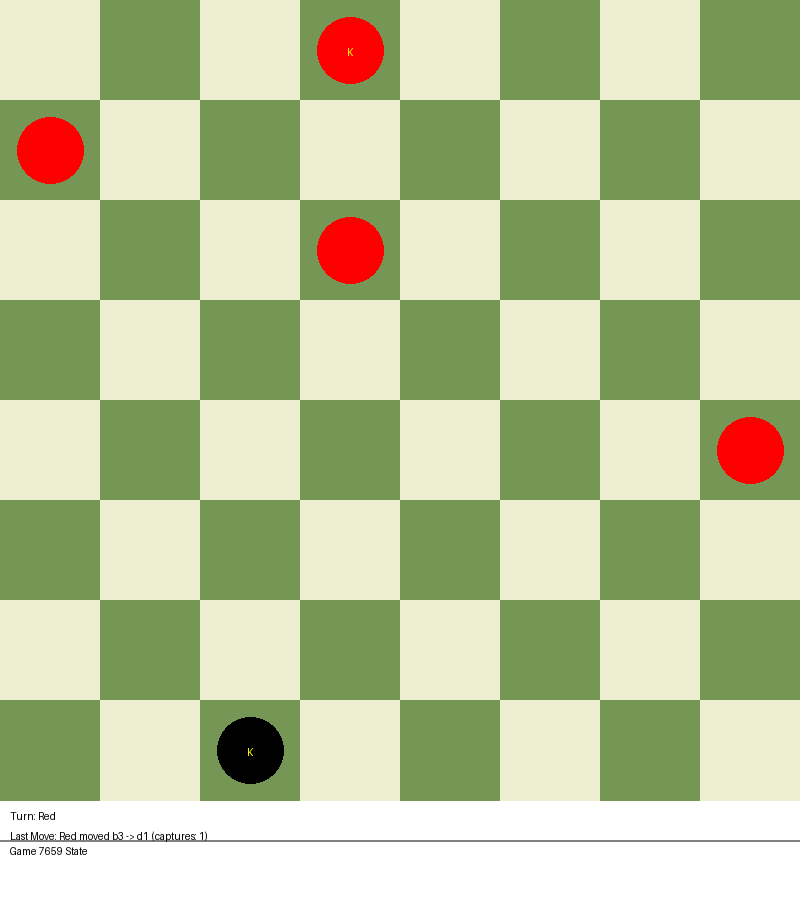 K
K
Turn: Red
Last Move: Red moved b3 -> d1 (captures: 1)
Game 7659 State